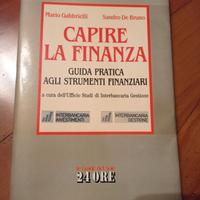 Mario Gabbricelli Sandro De Bruno
CAPIRE
LA FINANZA
GUIDA PRATICA
AGLI STRUMENTI FINANZIARI
a cura dell'Ufficio Studi di Interbancaria Gestione
INTERBANCARIA
INVESTIMENTI
INTERBANCARIA
GESTIONE
24 ORE